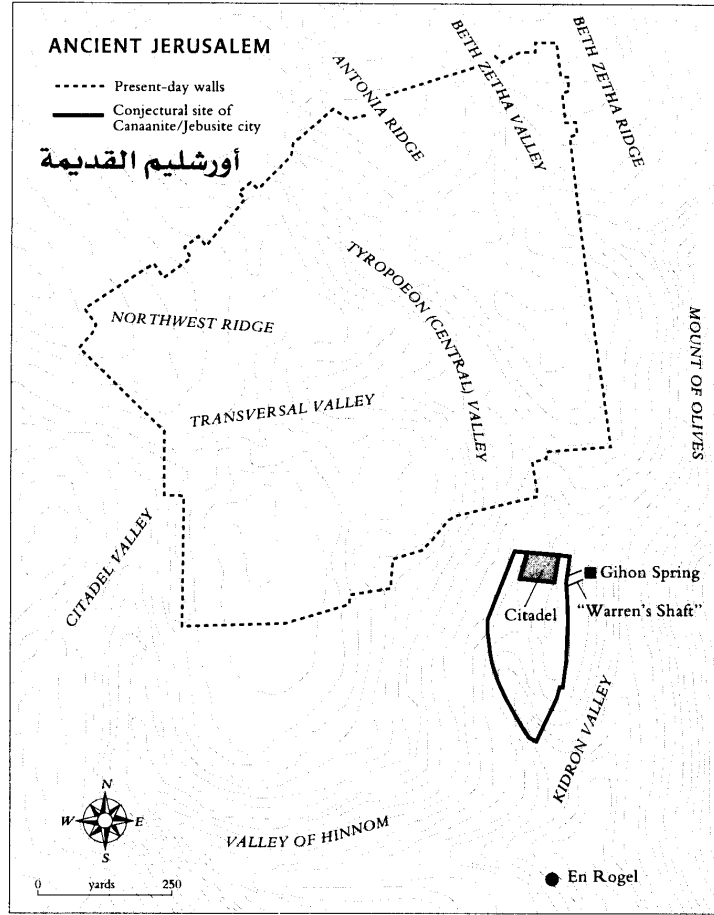 ANCIENT JERUSALEM
Present-day walls
Conjectural site of
Canaanite/Jebusite city
أورشليم القديمة
ANTONIA RIDGE
BETH ZETHA VALLEY
BETH ZETHA RIDGE
NORTHWEST RIDGE
TYROPOEON (CENTRAL) VALLEY
MOUNT OF OLIVES
TRANSVERSAL VALLEY
CITADEL VALLEY
Gihon Spring
Citadel
"Warren's Shaft"
KIDRON VALLEY
N
W
E
S
VALLEY OF HINNOM
0 yards 250
En Rogel